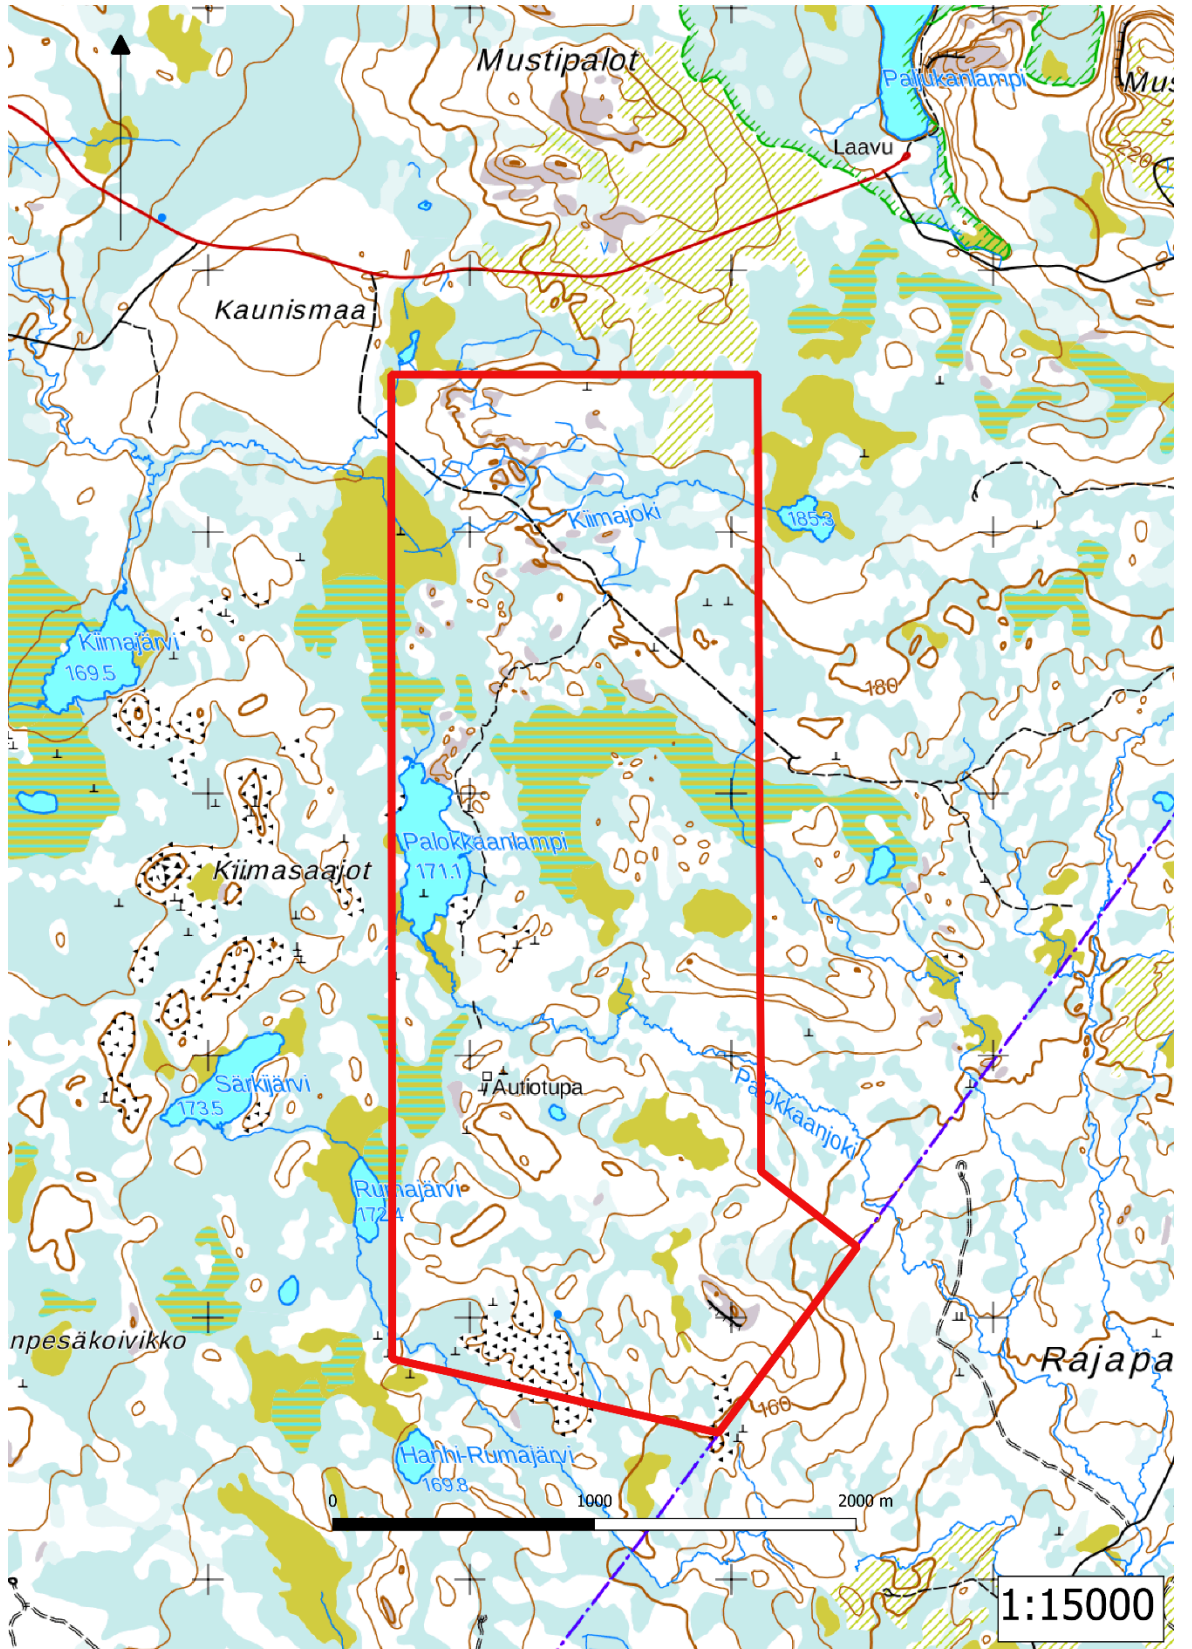 Mustipalot
Paljukanlampi
Mus
Laavu
220
v
Kaunismaa
Kiimajoki
185.3
Kiimajärvi
169.5
180
Palokkaanlampi
171.1
Kiimasaajot
Särkijärvi
173.5
Autiotupa
Palokkaanjoki
Rumajärvi
172.4
npesäkoivikko
Rajapa
160
Hanhi-Rumajärvi
169.8
0 1000 2000 m
1:15000